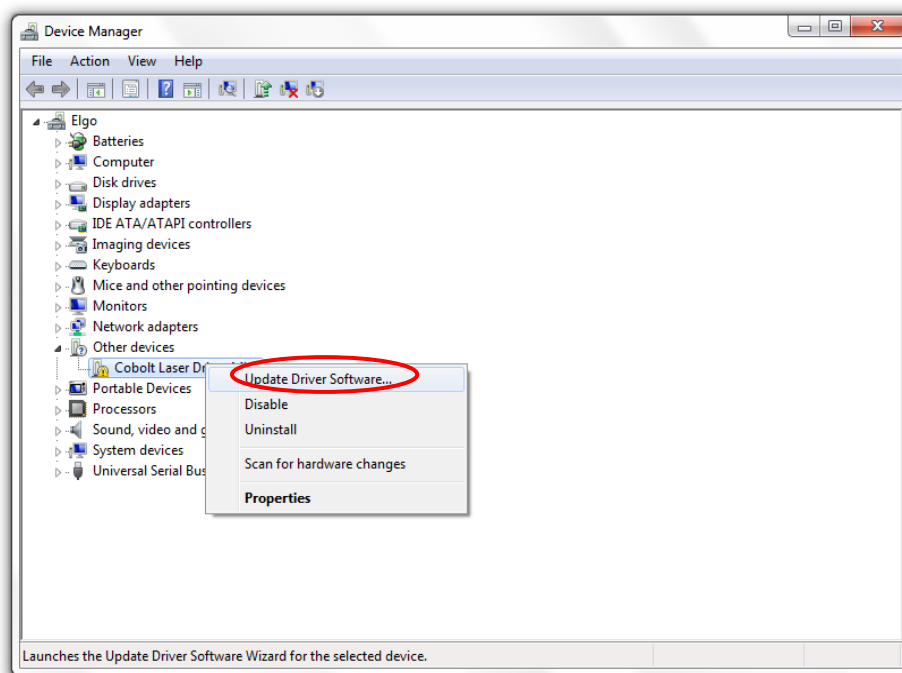 Device Manager
File Action View Help
Elgo
Batteries
Computer
Disk drives
Display adapters
IDE ATA/ATAPI controllers
Imaging devices
Keyboards
Mice and other pointing devices
Monitors
Network adapters
Other devices
Cobolt Laser
Update Driver Software...
Portable Devices
Disable
Processors
Uninstall
Sound, video and
System devices
Scan for hardware changes
Universal Serial
Properties
Launches the Update Driver Software Wizard for the selected device.